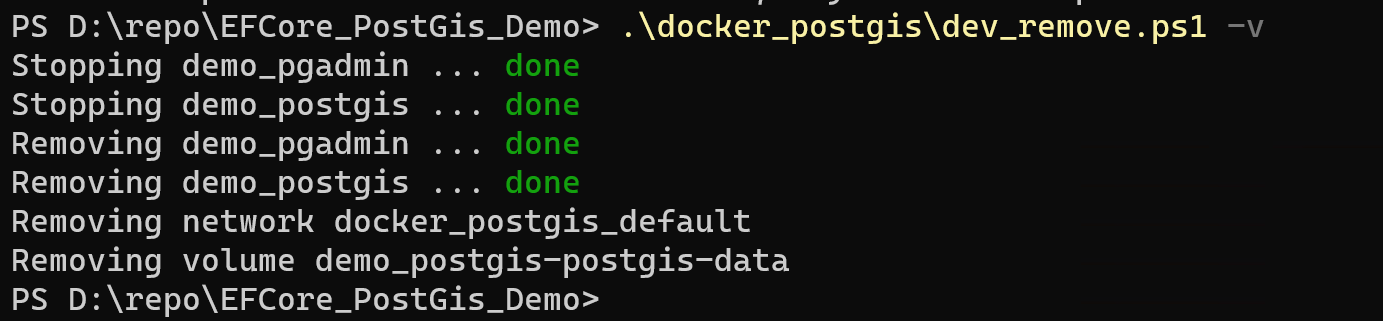 PS D:\repo\EFCore_PostGis_Demo> .\docker_postgis\dev_remove.ps1 -v
Stopping demo_pgadmin ... done
Stopping demo_postgis ... done
Removing demo_pgadmin ... done
Removing demo_postgis ... done
Removing network docker_postgis_default
Removing volume demo_postgis-postgis-data
PS D:\repo\EFCore_PostGis_Demo>